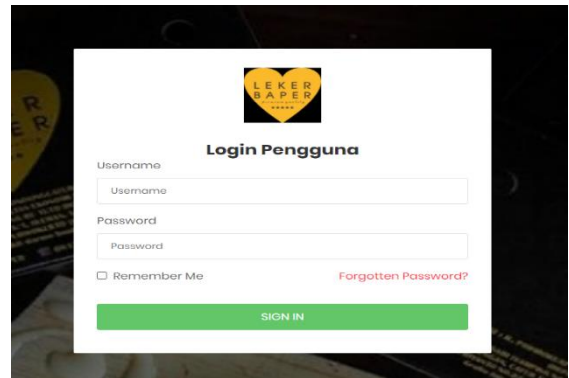 LEKER
BAPER
Login Pengguna
Username
Username
Password
Password
Remember Me
Forgotten Password?
SIGN IN